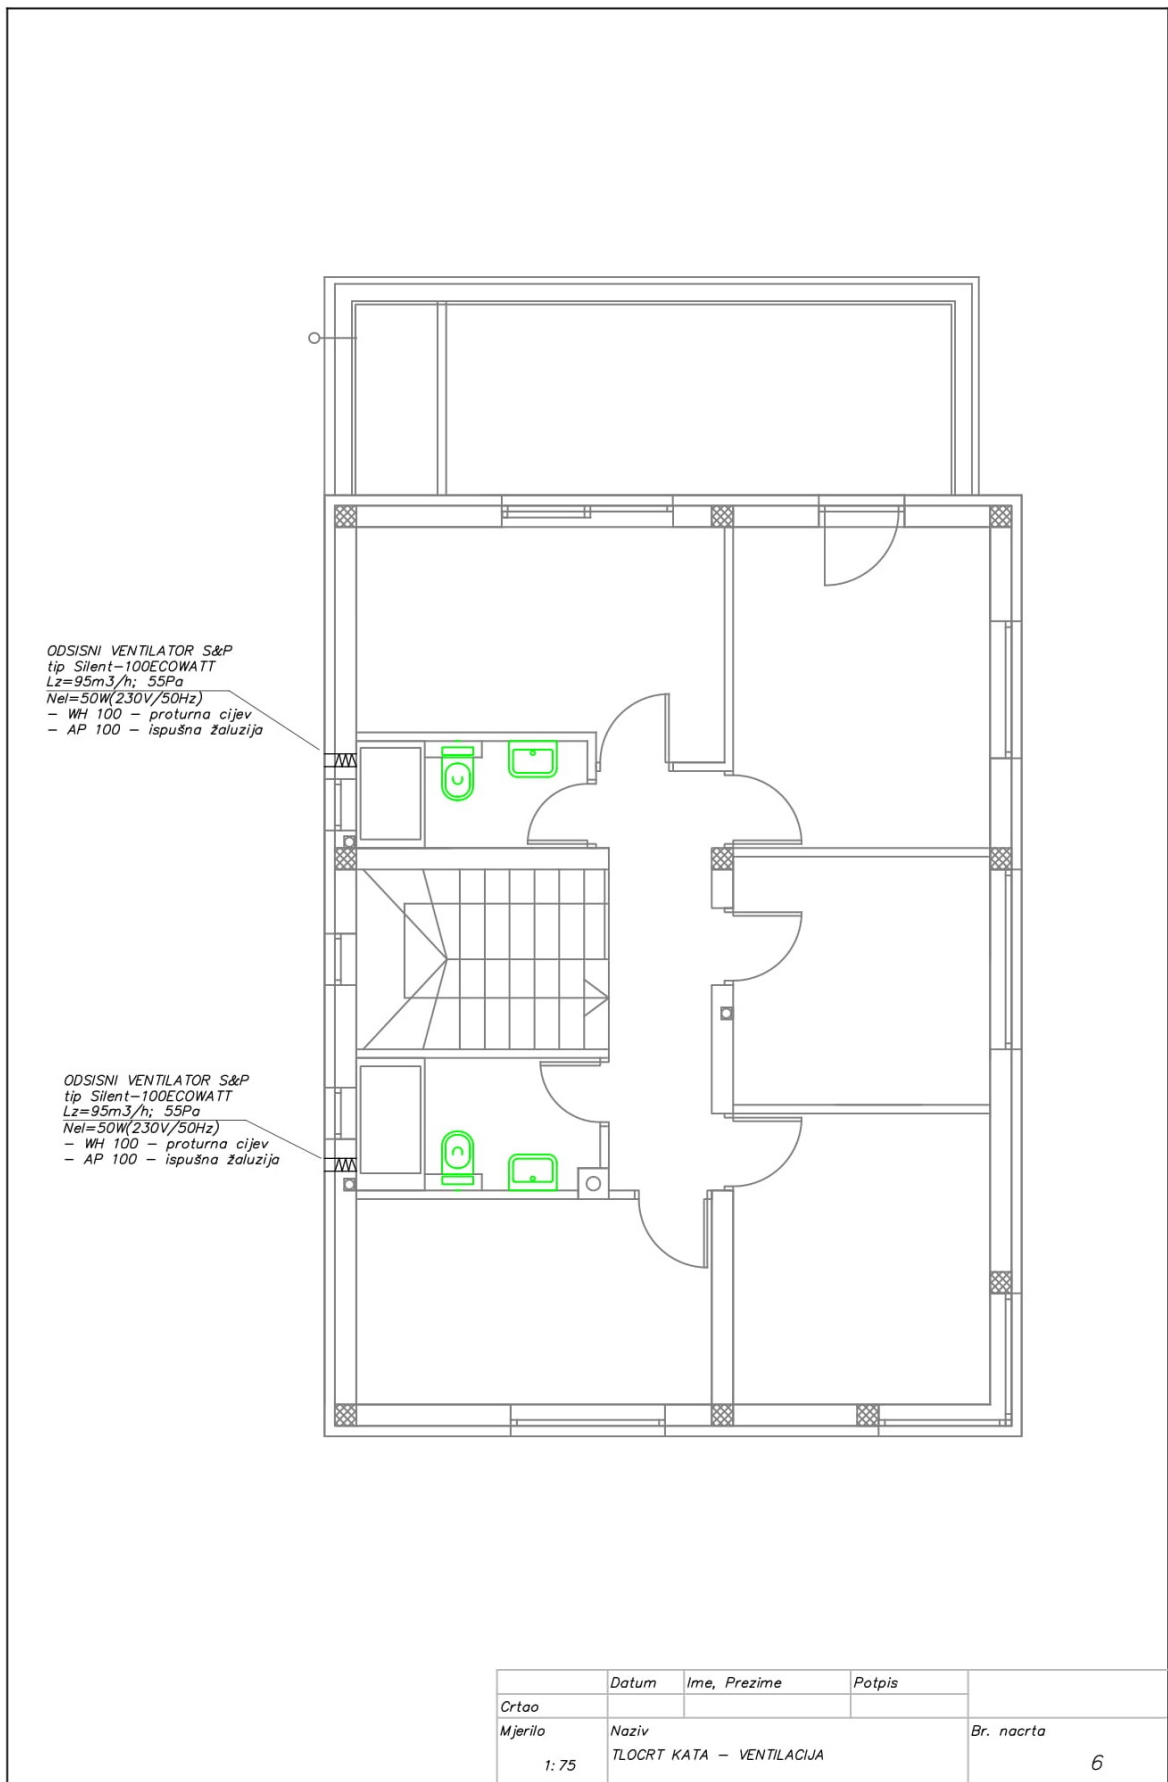 ODSISNI VENTILATOR S&P
tip Silent-100ECOWATT
Lz=95m3/h; 55Pa
Nel=50W(230V/50Hz)
- WH 100 - proturna cijev
- AP 100 - ispušna žaluzija
ODSISNI VENTILATOR S&P
tip Silent-100ECOWATT
Lz=95m3/h; 55Pa
Nel=50W(230V/50Hz)
- WH 100 - proturna cijev
- AP 100 - ispušna žaluzija
Datum Ime, Prezime Potpis
Crtao
Mjerilo Naziv Br. nacrta
1:75 TLOCRT KATA - VENTILACIJA 6